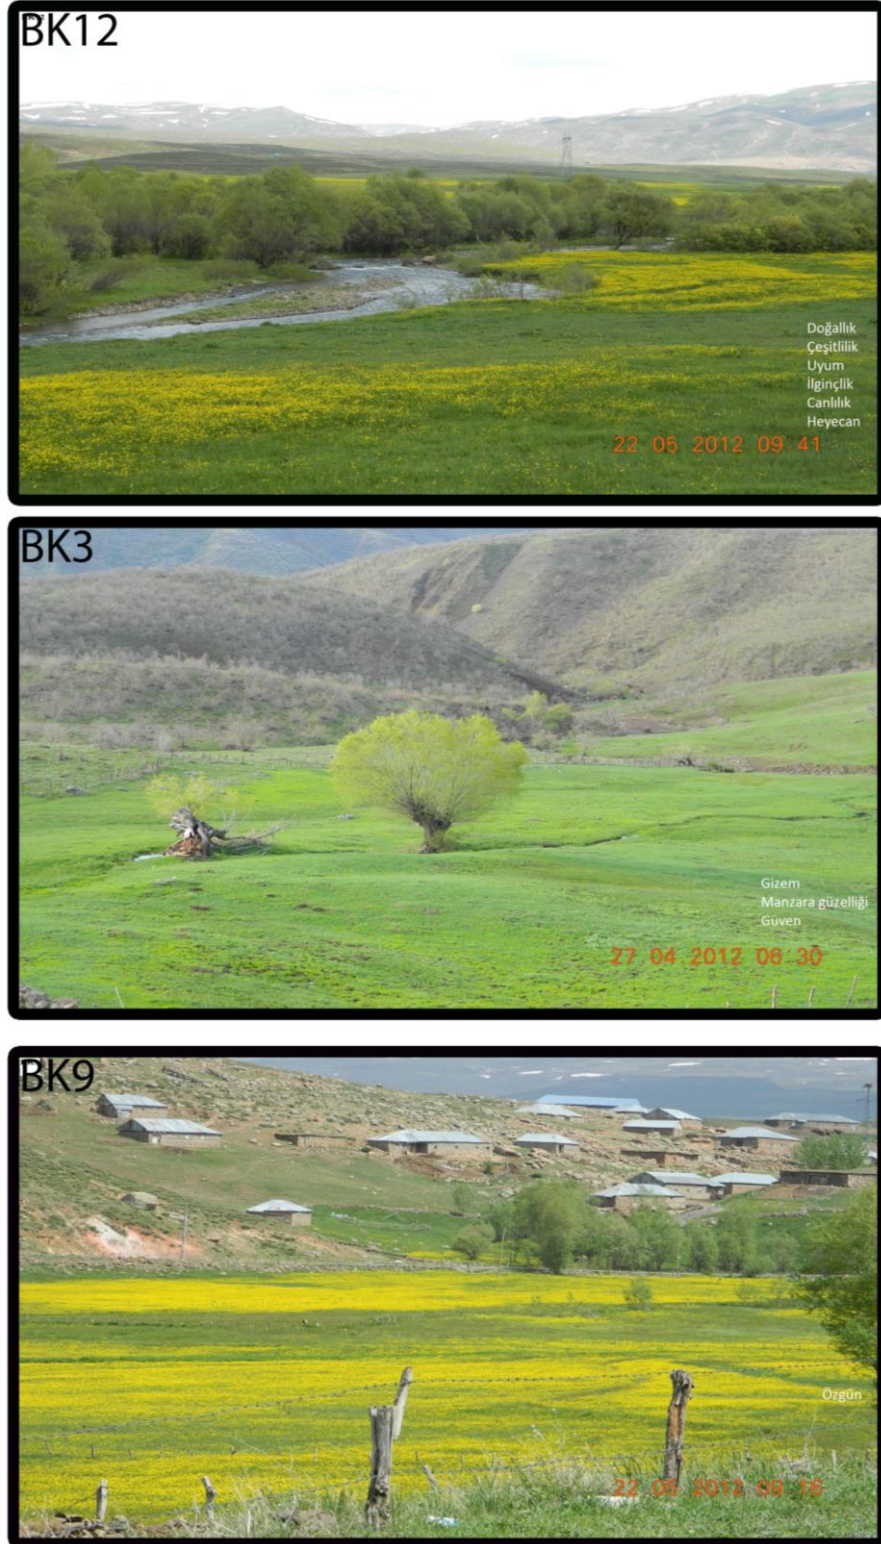 BK12
Doğallık
Çeşitlilik
Uyum
İlginçlik
Canlılık
Heyecan
22 05 2012 09:41
BK3
Gizem
Manzara güzelliği
Güven
27 04 2012 06:30
BK9
Özgün
22 05 2012 09:16